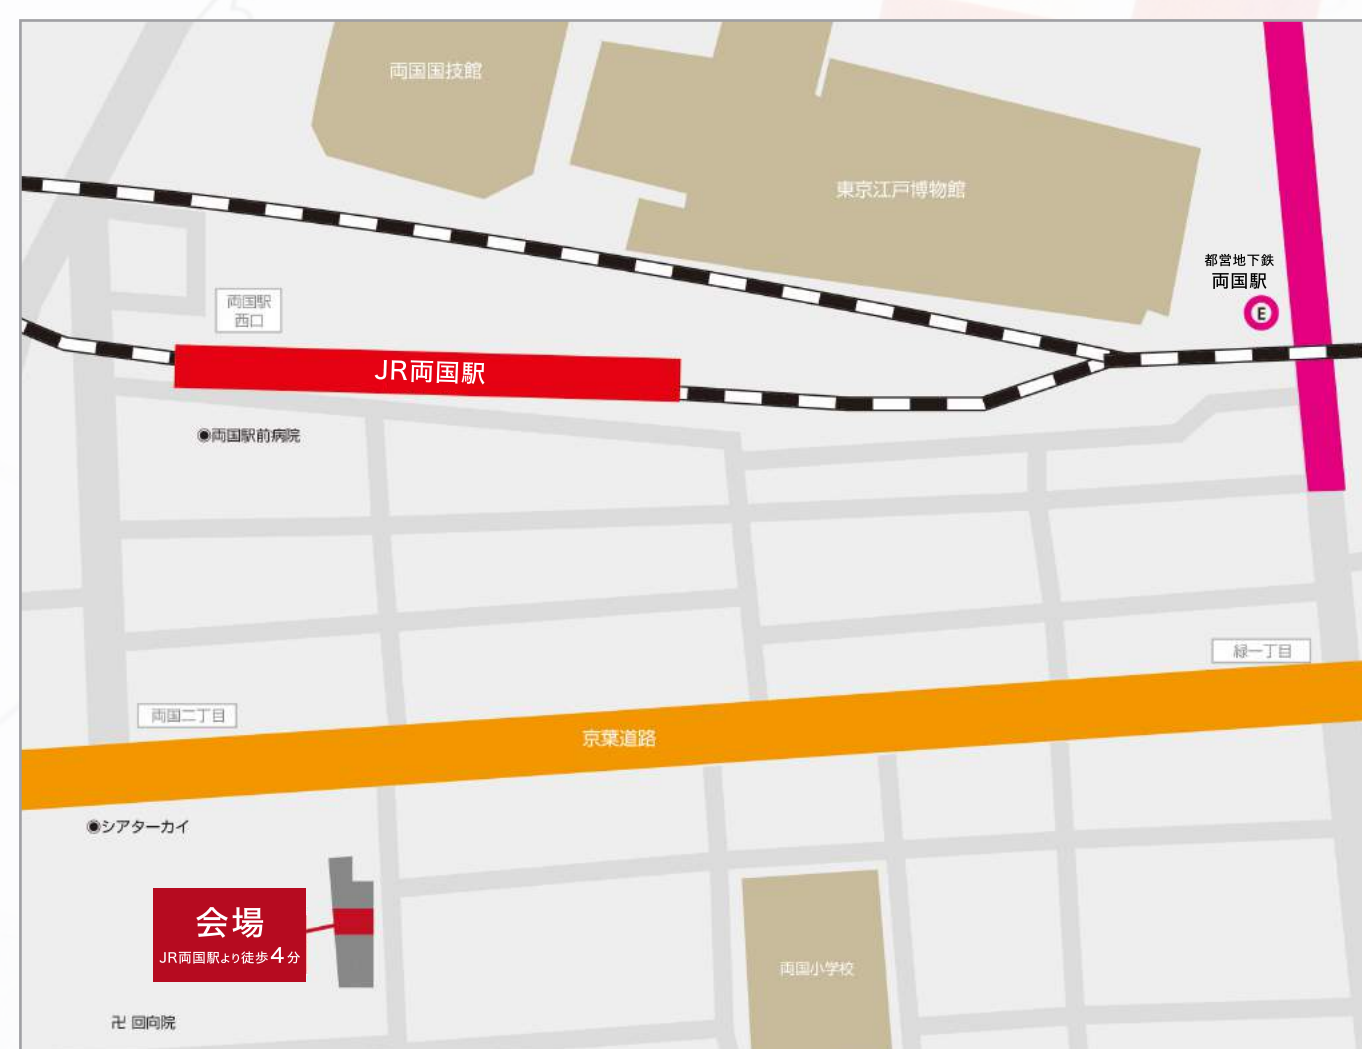 両国国技館
東京江戸博物館
都営地下鉄
両国駅
E
両国駅
西口
JR両国駅
◉両国駅前病院
緑一丁目
両国二丁目
京葉道路
◉シアターカイ
会場
JR両国駅より徒歩4分
両国小学校
卍 回向院